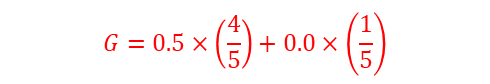 G = 0.5 × (4/5) + 0.0 × (1/5)